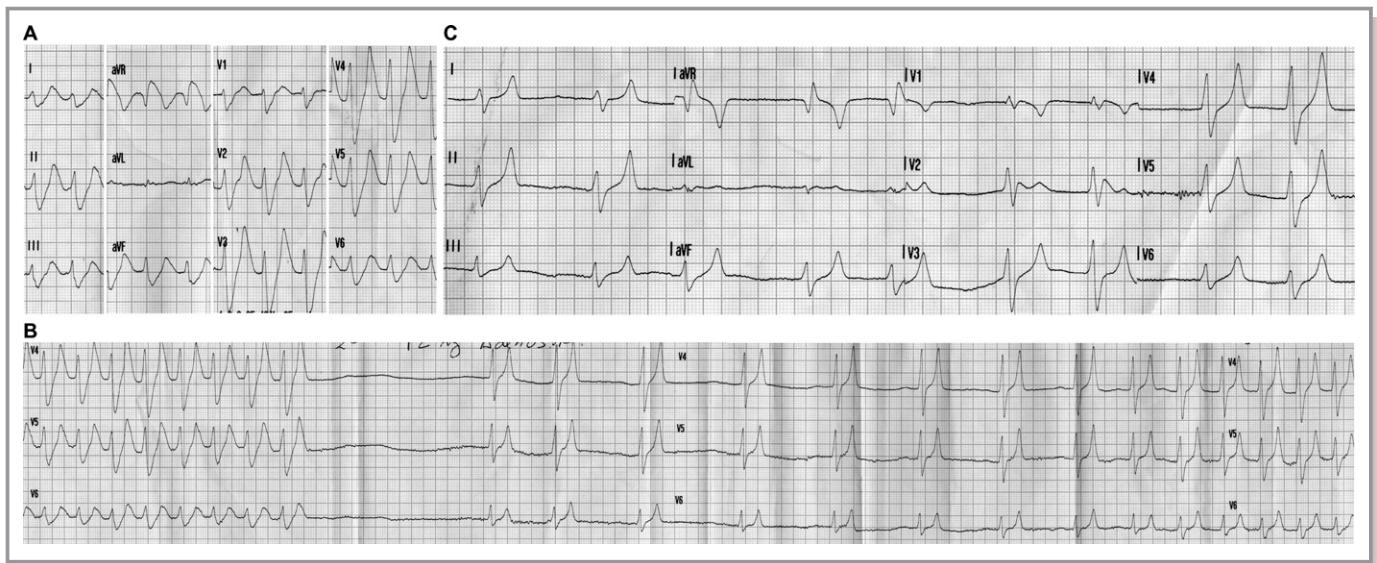 A
I aVR V1 V4
II aVL V2 V5
III aVF V3 V6
C
I aVR V1 V4
II aVL V2 V5
III aVF V3 V6
B
V4 V4 V4
V5 V5 V5
V6 V6 V6